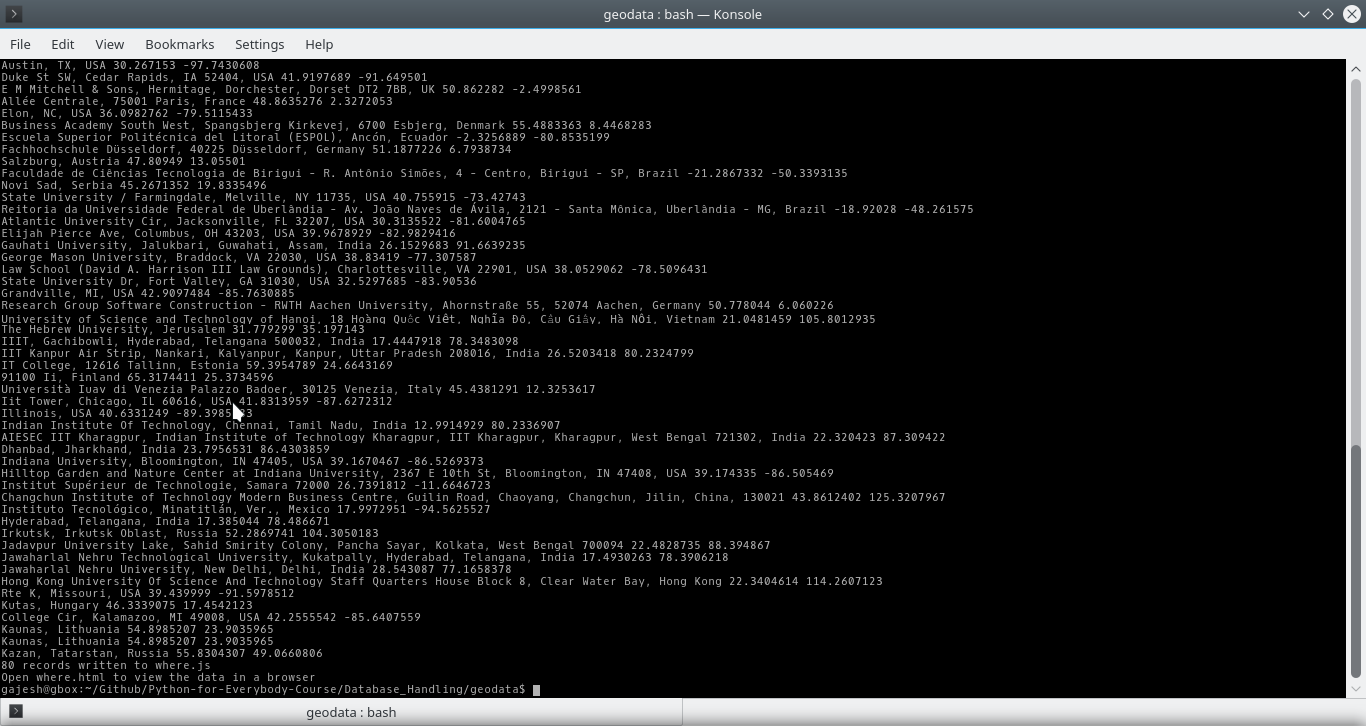 geodata : bash — Konsole
File Edit View Bookmarks Settings Help
Austin, TX, USA 30.267153 -97.7430608
Duke St SW, Cedar Rapids, IA 52404, USA 41.9197689 -91.649501
E M Mitchell & Sons, Hermitage, Dorchester, Dorset DT2 7BB, UK 50.862282 -2.4998561
Allée Centrale, 75001 Paris, France 48.8635276 2.3272053
Elon, NC, USA 36.0982762 -79.5115433
Business Academy South West, Spangsbjerg Kirkevej, 6700 Esbjerg, Denmark 55.4883363 8.4468283
Escuela Superior Politécnica del Litoral (ESPOL), Ancón, Ecuador -2.3256889 -80.8535199
Fachhochschule Düsseldorf, 40225 Düsseldorf, Germany 51.1877226 6.7938734
Salzburg, Austria 47.80949 13.05501
Faculdade de Ciências Tecnologia de Birigui - R. Antônio Simões, 4 - Centro, Birigui - SP, Brazil -21.2867332 -50.3393135
Novi Sad, Serbia 45.2671352 19.8335496
State University / Farmingdale, Melville, NY 11735, USA 40.755915 -73.42743
Reitoria da Universidade Federal de Uberlândia - Av. João Naves de Ávila, 2121 - Santa Mônica, Uberlândia - MG, Brazil -18.92028 -48.261575
Atlantic University Cir, Jacksonville, FL 32207, USA 30.3135522 -81.6004765
Elijah Pierce Ave, Columbus, OH 43203, USA 39.9678929 -82.9829416
Gauhati University, Jalukbari, Guwahati, Assam, India 26.1529683 91.6639235
George Mason University, Braddock, VA 22030, USA 38.83419 -77.307587
Law School (David A. Harrison III Law Grounds), Charlottesville, VA 22901, USA 38.0529062 -78.5096431
State University Dr, Fort Valley, GA 31030, USA 32.5297685 -83.90536
Grandville, MI, USA 42.9097484 -85.7630885
Research Group Software Construction - RWTH Aachen University, Ahornstraße 55, 52074 Aachen, Germany 50.778044 6.060226
University of Science and Technology of Hanoi, 18 Hoàng Quốc Việt, Nghĩa Đô, Cầu Giấy, Hà Nội, Vietnam 21.0481459 105.8012935
The Hebrew University, Jerusalem 31.779299 35.197143
IIIT, Gachibowli, Hyderabad, Telangana 500032, India 17.4447918 78.3483098
IIT Kanpur Air Strip, Nankari, Kalyanpur, Kanpur, Uttar Pradesh 208016, India 26.5203418 80.2324799
IT College, 12616 Tallinn, Estonia 59.3954789 24.6643169
91100 Ii, Finland 65.3174411 25.3734596
Università Iuav di Venezia Palazzo Badoer, 30125 Venezia, Italy 45.4381291 12.3253617
Iit Tower, Chicago, IL 60616, USA 41.8313959 -87.6272312
Illinois, USA 40.6331249
Indian Institute Of Technology, Chennai, Tamil Nadu, India 12.9914929 80.2336907
AIESEC IIT Kharagpur, Indian Institute of Technology Kharagpur, IIT Kharagpur, Kharagpur, West Bengal 721302, India 22.320423 87.309422
Dhanbad, Jharkhand, India 23.7956531 86.4303859
Indiana University, Bloomington, IN 47405, USA 39.1670467 -86.5269373
Hilltop Garden and Nature Center at Indiana University, 2367 E 10th St, Bloomington, IN 47408, USA 39.174335 -86.505469
Institut Supérieur de Technologie, Samara 72000 26.7391812 -11.6646723
Changchun Institute of Technology Modern Business Centre, Guilin Road, Chaoyang, Changchun, Jilin, China, 130021 43.8612402 125.3207967
Instituto Tecnológico, Minatitlán, Ver., Mexico 17.9972951 -94.5625527
Hyderabad, Telangana, India 17.385044 78.486671
Irkutsk, Irkutsk Oblast, Russia 52.2869741 104.3050183
Jadavpur University Lake, Sahid Smirity Colony, Pancha Sayar, Kolkata, West Bengal 700094 22.4828735 88.394867
Jawaharlal Nehru Technological University, Kukatpally, Hyderabad, Telangana, India 17.4930263 78.3906218
Jawaharlal Nehru University, New Delhi, Delhi, India 28.543087 77.1658378
Hong Kong University Of Science And Technology Staff Quarters House Block 8, Clear Water Bay, Hong Kong 22.3404614 114.2607123
Rte K, Missouri, USA 39.439999 -91.5978512
Kutas, Hungary 46.3339075 17.4542123
College Cir, Kalamazoo, MI 49008, USA 42.2555542 -85.6407559
Kaunas, Lithuania 54.8985207 23.9035965
Kaunas, Lithuania 54.8985207 23.9035965
Kazan, Tatarstan, Russia 55.8304307 49.0660806
80 records written to where.js
Open where.html to view the data in a browser
gajesh@gbox:~/Github/Python-for-Everybody-Course/Database_Handling/geodata$
geodata : bash